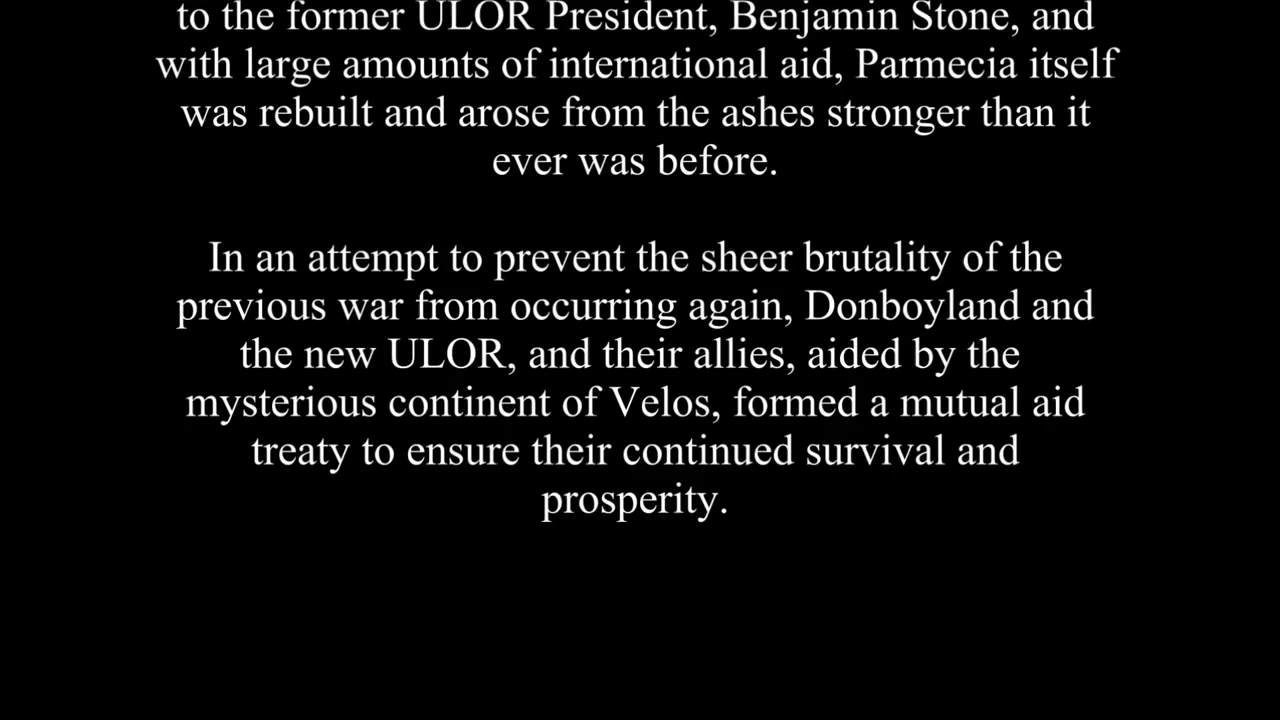 to the former ULOR President, Benjamin Stone, and
with large amounts of international aid, Parmecia itself
was rebuilt and arose from the ashes stronger than it
ever was before.
In an attempt to prevent the sheer brutality of the
previous war from occurring again, Donboyland and
the new ULOR, and their allies, aided by the
mysterious continent of Velos, formed a mutual aid
treaty to ensure their continued survival and
prosperity.